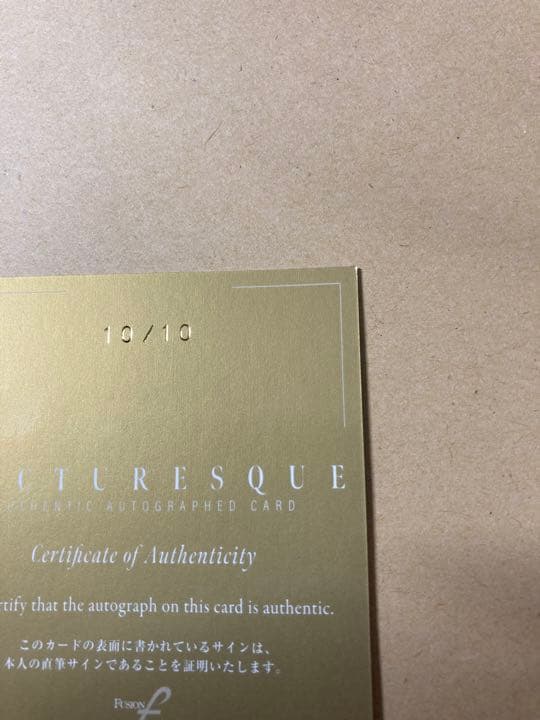 10/10
CTURESQUE
THENTIC AUTOGRAPHED CARD
Certificate of Authenticity
rtify that the autograph on this card is authentic.
このカードの表面に書かれているサインは、
本人の直筆サインであることを証明いたします。
FUSION
f